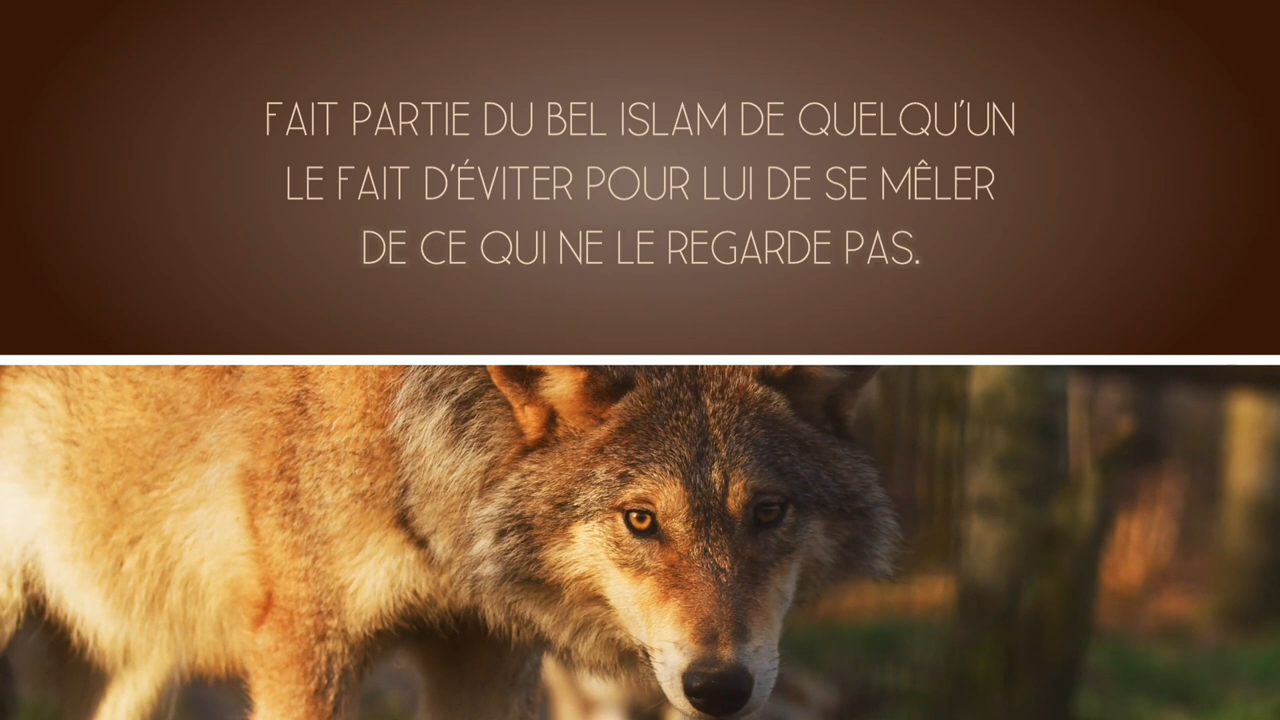 FAIT PARTIE DU BEL ISLAM DE QUELQU'UN
LE FAIT D'ÉVITER POUR LUI DE SE MÊLER
DE CE QUI NE LE REGARDE PAS.